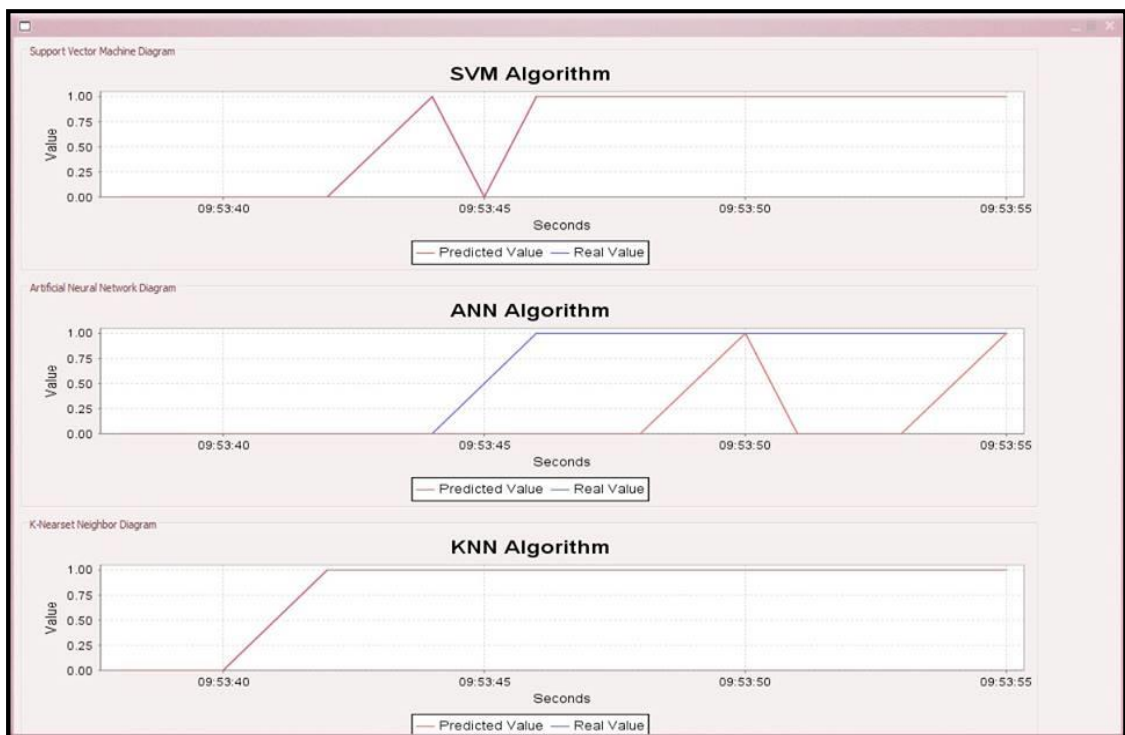 Support Vector Machine Diagram
SVM Algorithm
1.00
0.75
0.50
0.25
0.00
Value
09:53:40 09:53:45 09:53:50 09:53:55
Seconds
Predicted Value Real Value
Artificial Neural Network Diagram
ANN Algorithm
1.00
0.75
0.50
0.25
0.00
Value
09:53:40 09:53:45 09:53:50 09:53:55
Seconds
Predicted Value Real Value
K-Nearset Neighbor Diagram
KNN Algorithm
1.00
0.75
0.50
0.25
0.00
Value
09:53:40 09:53:45 09:53:50 09:53:55
Seconds
Predicted Value Real Value